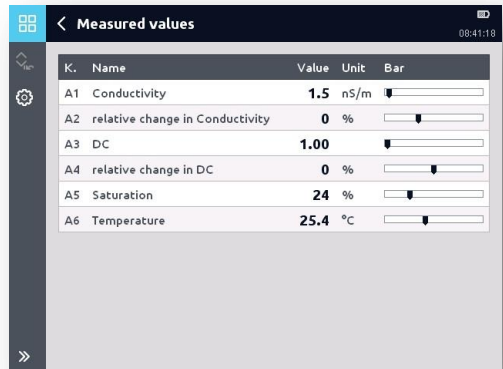 Measured values
08:41:18
K. Name Value Unit Bar
A1 Conductivity 1.5 nS/m
A2 relative change in Conductivity 0 %
A3 DC 1.00
A4 relative change in DC 0 %
A5 Saturation 24 %
A6 Temperature 25.4 °C